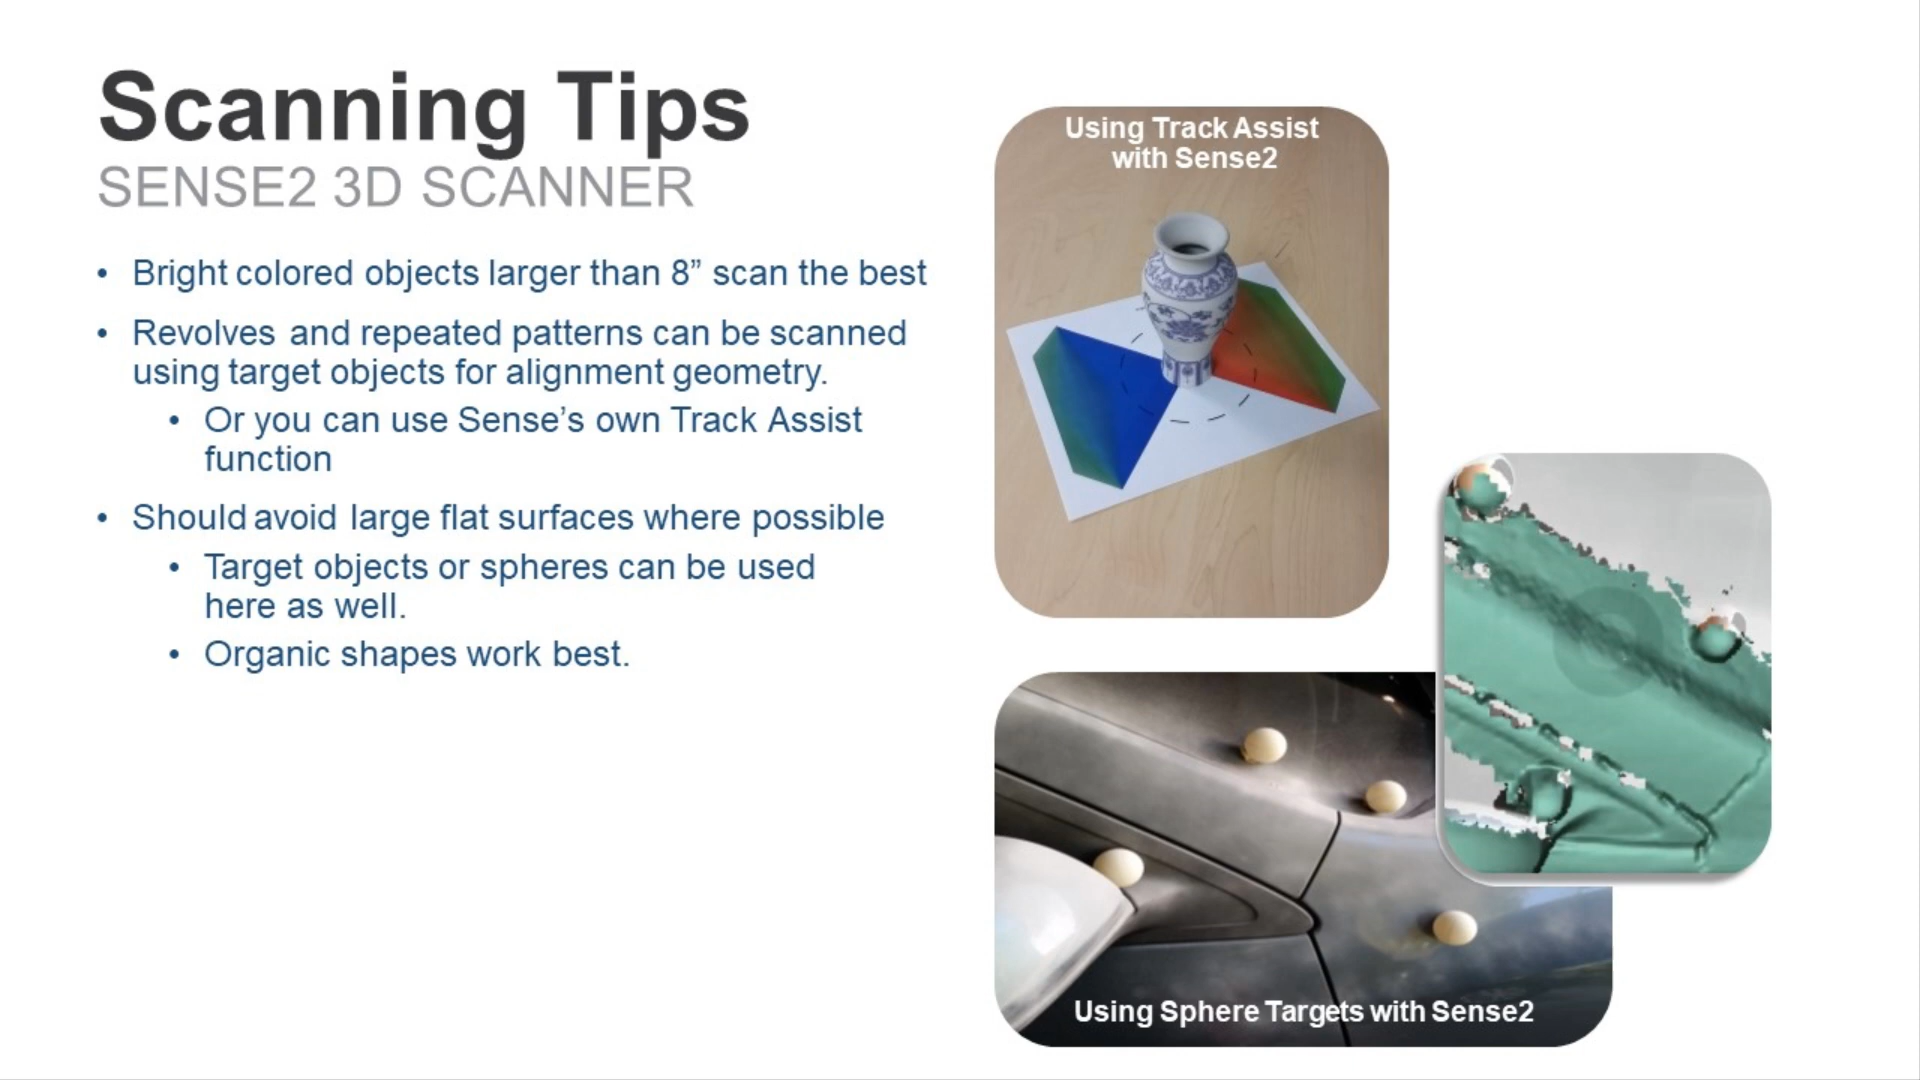 Scanning Tips
SENSE2 3D SCANNER
• Bright colored objects larger than 8” scan the best
• Revolves and repeated patterns can be scanned
using target objects for alignment geometry.
• Or you can use Sense’s own Track Assist
function
• Should avoid large flat surfaces where possible
• Target objects or spheres can be used
here as well.
• Organic shapes work best.
Using Track Assist
with Sense2
Using Sphere Targets with Sense2